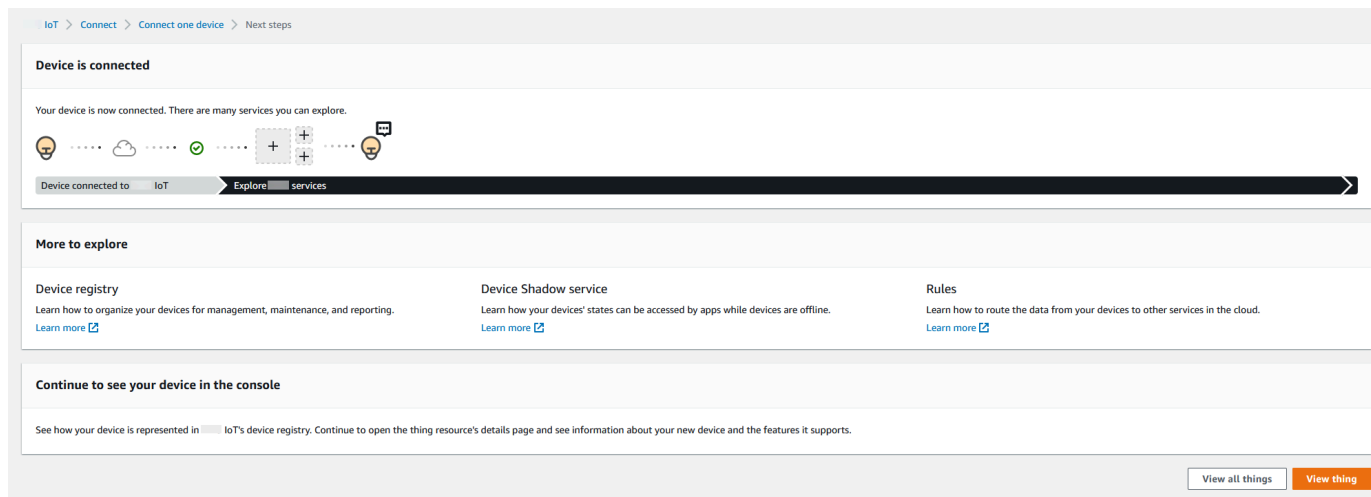 IoT > Connect > Connect one device > Next steps
Device is connected
Your device is now connected. There are many services you can explore.
Device connected to IoT
Explore services
More to explore
Device registry
Learn how to organize your devices for management, maintenance, and reporting.
Learn more
Device Shadow service
Learn how your devices' states can be accessed by apps while devices are offline.
Learn more
Rules
Learn how to route the data from your devices to other services in the cloud.
Learn more
Continue to see your device in the console
See how your device is represented in IoT's device registry. Continue to open the thing resource's details page and see information about your new device and the features it supports.
View all things
View thing